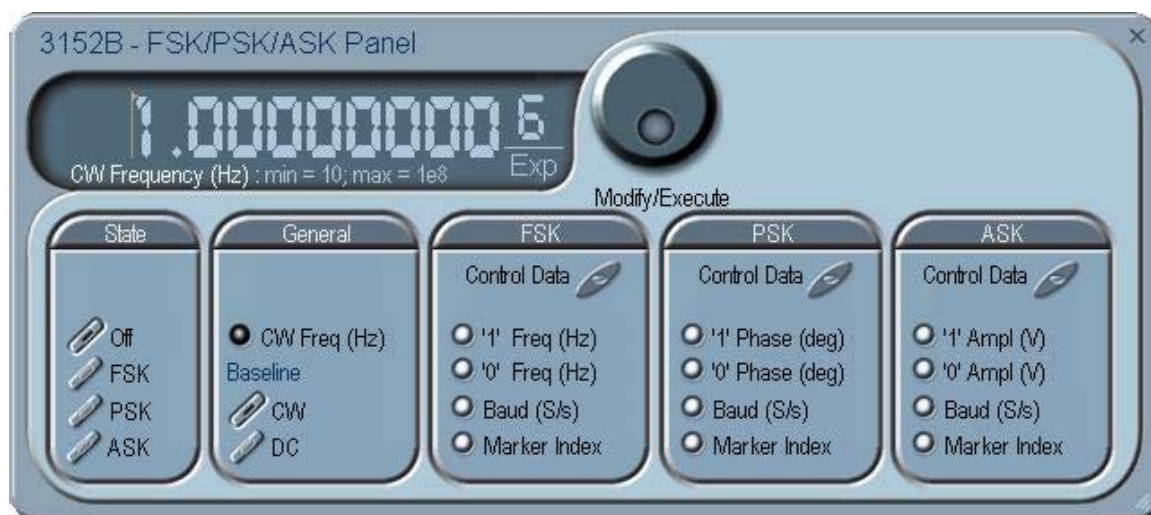 3152B - FSK/PSK/ASK Panel
1.00000000 6
CW Frequency (Hz) : min = 10; max = 1e8
Exp
Modify/Execute
State
Off
FSK
PSK
ASK
General
CW Freq (Hz)
Baseline
CW
DC
FSK
Control Data
'1' Freq (Hz)
'0' Freq (Hz)
Baud (S/s)
Marker Index
PSK
Control Data
'1' Phase (deg)
'0' Phase (deg)
Baud (S/s)
Marker Index
ASK
Control Data
'1' Ampl (V)
'0' Ampl (V)
Baud (S/s)
Marker Index